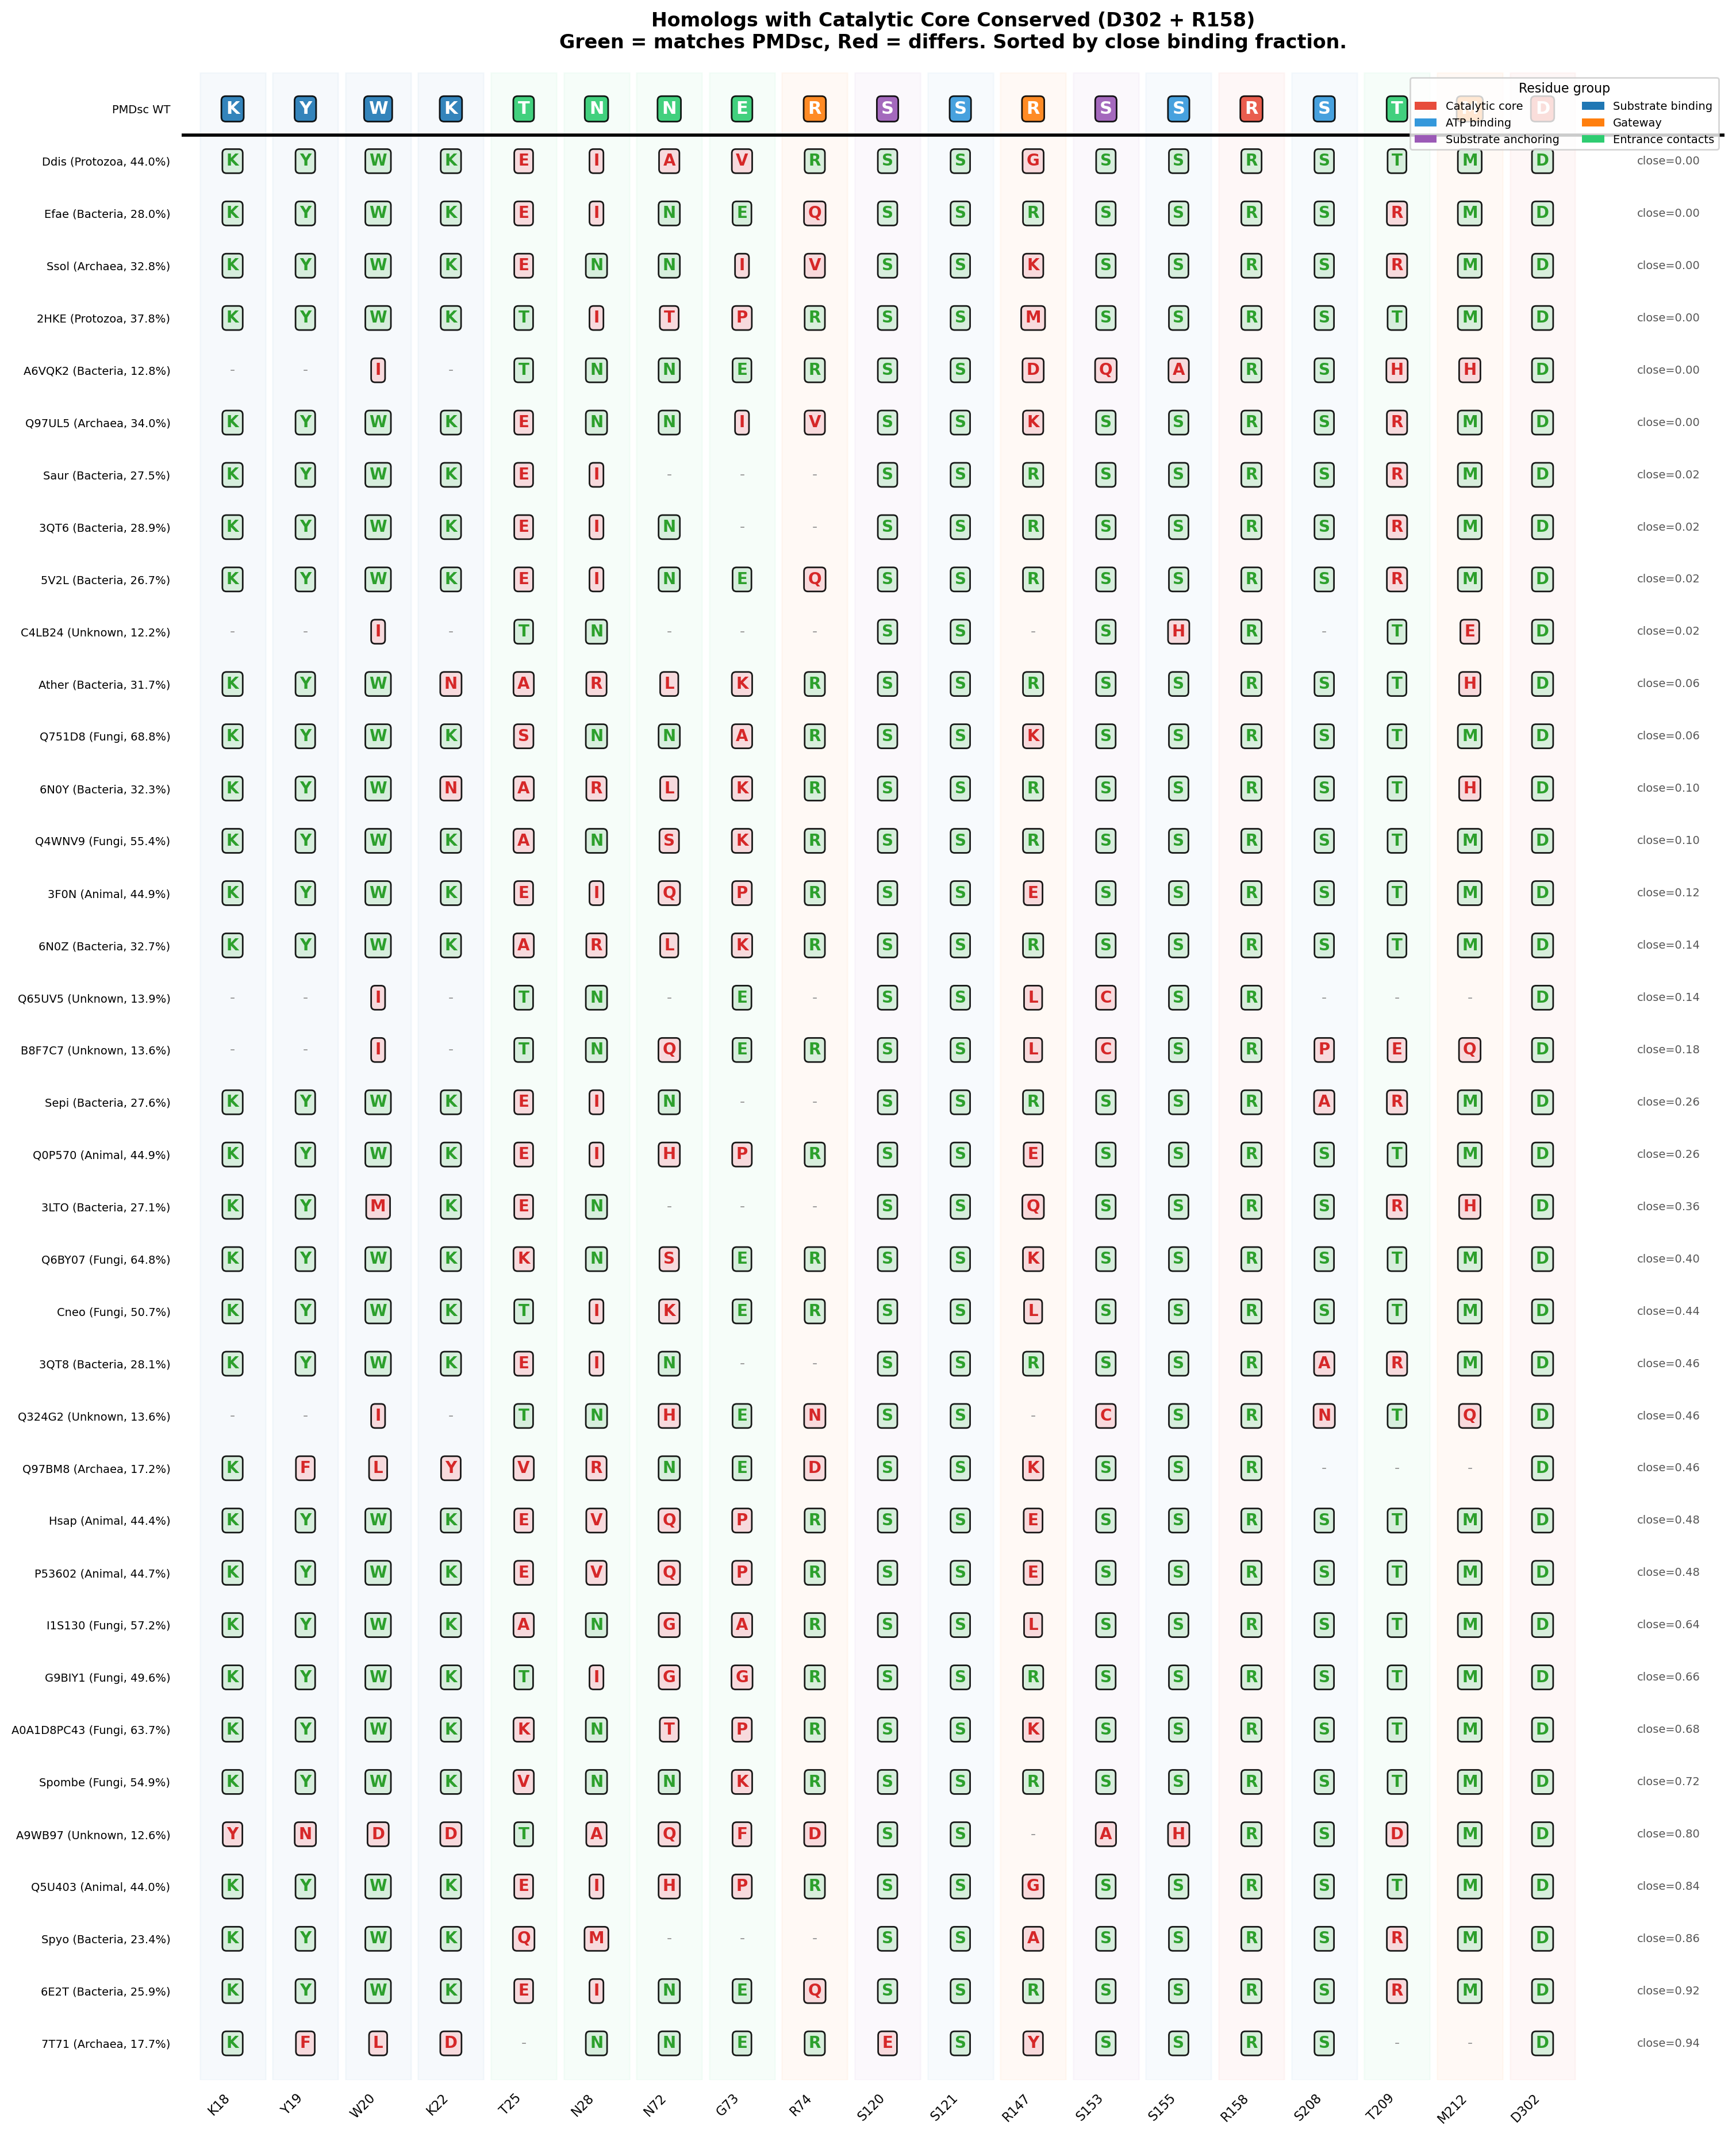 Homologs with Catalytic Core Conserved (D302 + R158)
Green = matches PMDsc, Red = differs. Sorted by close binding fraction.
Residue group
Catalytic core Substrate binding
ATP binding Gateway
Substrate anchoring Entrance contacts
PMDsc WT K Y W K T N N E R S S R S S R S T D
Ddis (Protozoa, 44.0%) K Y W K E I A V R S S G S S R S T M D close=0.00
Efae (Bacteria, 28.0%) K Y W K E I N E Q S S R S S R S R M D close=0.00
Ssol (Archaea, 32.8%) K Y W K E N N I V S S K S S R S R M D close=0.00
2HKE (Protozoa, 37.8%) K Y W K T I T P R S S M S S R S T M D close=0.00
A6VQK2 (Bacteria, 12.8%) - - I - T N N E R S S D Q A R S H H D close=0.00
Q97UL5 (Archaea, 34.0%) K Y W K E N N I V S S K S S R S R M D close=0.00
Saur (Bacteria, 27.5%) K Y W K E I - - - S S R S S R S R M D close=0.02
3QT6 (Bacteria, 28.9%) K Y W K E I N - - S S R S S R S R M D close=0.02
5V2L (Bacteria, 26.7%) K Y W K E I N E Q S S R S S R S R M D close=0.02
C4LB24 (Unknown, 12.2%) - - I - T N - - - S S - S H R - T E D close=0.02
Ather (Bacteria, 31.7%) K Y W N A R L K R S S R S S R S T H D close=0.06
Q751D8 (Fungi, 68.8%) K Y W K S N N A R S S K S S R S T M D close=0.06
6N0Y (Bacteria, 32.3%) K Y W N A R L K R S S R S S R S T H D close=0.10
Q4WNV9 (Fungi, 55.4%) K Y W K A N S K R S S R S S R S T M D close=0.10
3F0N (Animal, 44.9%) K Y W K E I Q P R S S E S S R S T M D close=0.12
6N0Z (Bacteria, 32.7%) K Y W K A R L K R S S R S S R S T M D close=0.14
Q65UV5 (Unknown, 13.9%) - - I - T N - E - S S L C S R - - - D close=0.14
B8F7C7 (Unknown, 13.6%) - - I - T N Q E R S S L C S R P E Q D close=0.18
Sepi (Bacteria, 27.6%) K Y W K E I N - - S S R S S R A R M D close=0.26
Q0P570 (Animal, 44.9%) K Y W K E I H P R S S E S S R S T M D close=0.26
3LTO (Bacteria, 27.1%) K Y M K E N - - - S S Q S S R S R H D close=0.36
Q6BY07 (Fungi, 64.8%) K Y W K K N S E R S S K S S R S T M D close=0.40
Cneo (Fungi, 50.7%) K Y W K T I K E R S S L S S R S T M D close=0.44
3QT8 (Bacteria, 28.1%) K Y W K E I N - - S S R S S R A R M D close=0.46
Q324G2 (Unknown, 13.6%) - - I - T N H E N S S - C S R N T Q D close=0.46
Q97BM8 (Archaea, 17.2%) K F L Y V R N E D S S K S S R - - - D close=0.46
Hsap (Animal, 44.4%) K Y W K E V Q P R S S E S S R S T M D close=0.48
P53602 (Animal, 44.7%) K Y W K E V Q P R S S E S S R S T M D close=0.48
I1S130 (Fungi, 57.2%) K Y W K A N G A R S S L S S R S T M D close=0.64
G9BIY1 (Fungi, 49.6%) K Y W K T I G G R S S R S S R S T M D close=0.66
A0A1D8PC43 (Fungi, 63.7%) K Y W K K N T P R S S K S S R S T M D close=0.68
Spombe (Fungi, 54.9%) K Y W K V N N K R S S R S S R S T M D close=0.72
A9WB97 (Unknown, 12.6%) Y N D D T A Q F D S S - A H R S D M D close=0.80
Q5U403 (Animal, 44.0%) K Y W K E I H P R S S G S S R S T M D close=0.84
Spyo (Bacteria, 23.4%) K Y W K Q M - - - S S A S S R S R M D close=0.86
6E2T (Bacteria, 25.9%) K Y W K E I N E Q S S R S S R S R M D close=0.92
7T71 (Archaea, 17.7%) K F L D - N N E R E S Y S S R S - - D close=0.94
K18 Y19 W20 K22 T25 N28 N72 G73 R74 S120 S121 R147 S153 S155 R158 S208 T209 M212 D302